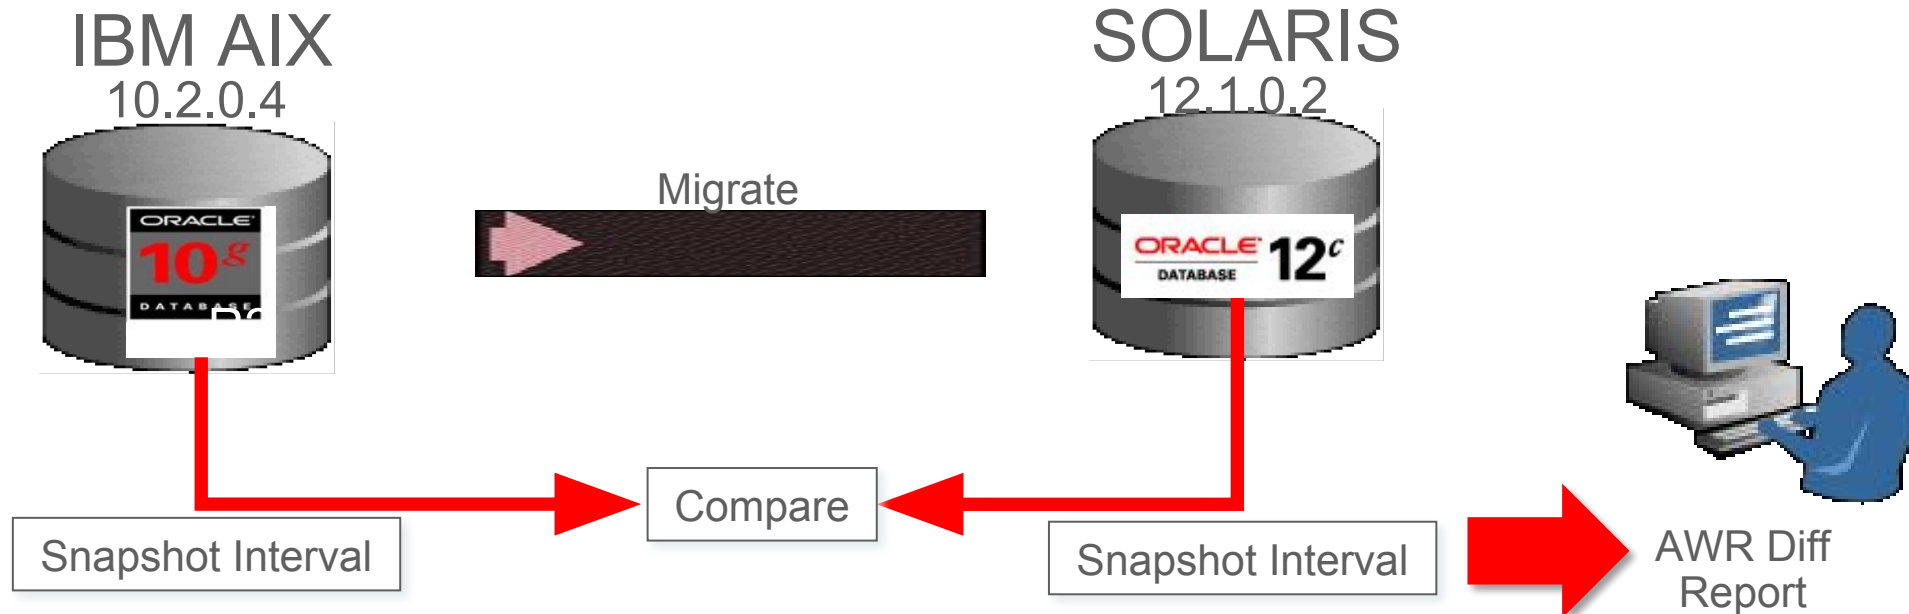 IBM AIX
10.2.0.4
SOLARIS
12.1.0.2
Migrate
ORACLE
10g
DATABASE
ORACLE
DATABASE
12c
Compare
Snapshot Interval
Snapshot Interval
AWR Diff
Report